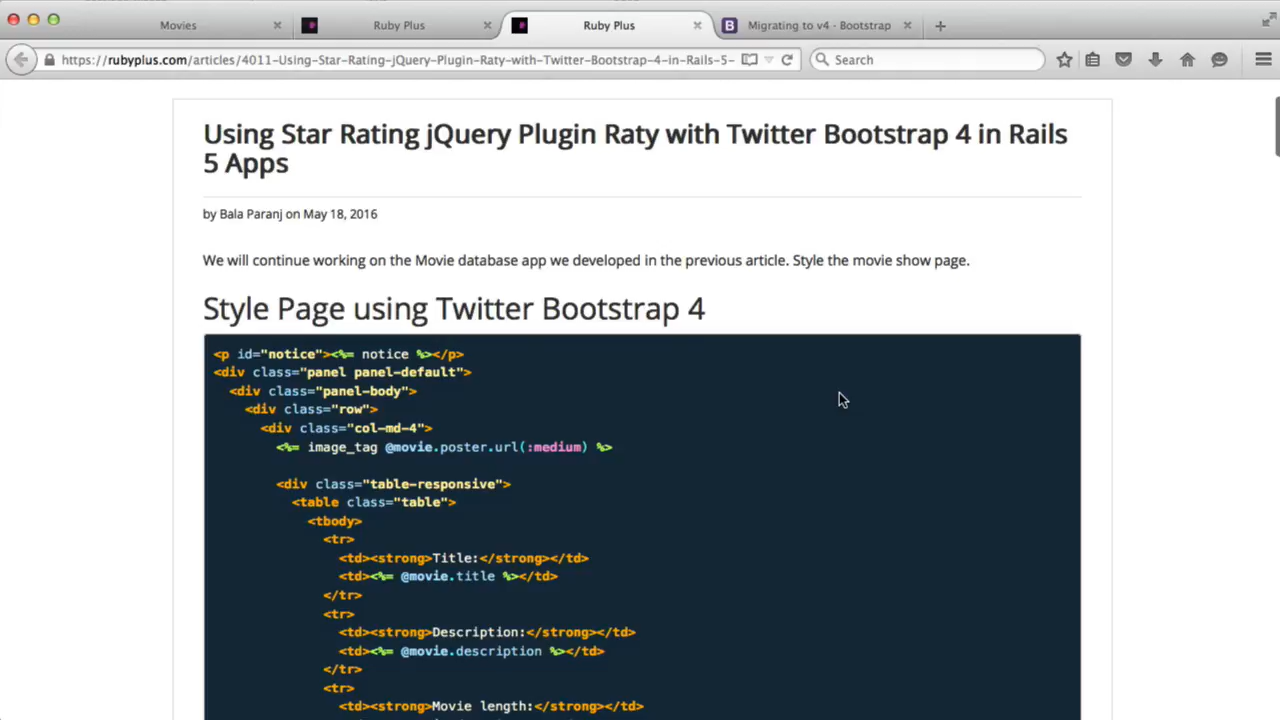 Movies
Ruby Plus
Ruby Plus
B Migrating to v4 - Bootstrap
https://rubyplus.com/articles/4011-Using-Star-Rating-jQuery-Plugin-Raty-with-Twitter-Bootstrap-4-in-Rails-5-
Search
Using Star Rating jQuery Plugin Raty with Twitter Bootstrap 4 in Rails
5 Apps
by Bala Paranj on May 18, 2016
We will continue working on the Movie database app we developed in the previous article. Style the movie show page.
Style Page using Twitter Bootstrap 4
<p id="notice"><%= notice %></p>
<div class="panel panel-default">
<div class="panel-body">
<div class="row">
<div class="col-md-4">
<%= image_tag @movie.poster.url(:medium) %>
<div class="table-responsive">
<table class="table">
<tbody>
<tr>
<td><strong>Title:</strong></td>
<td><%= @movie.title %></td>
</tr>
<tr>
<td><strong>Description:</strong></td>
<td><%= @movie.description %></td>
</tr>
<tr>
<td><strong>Movie length:</strong></td>